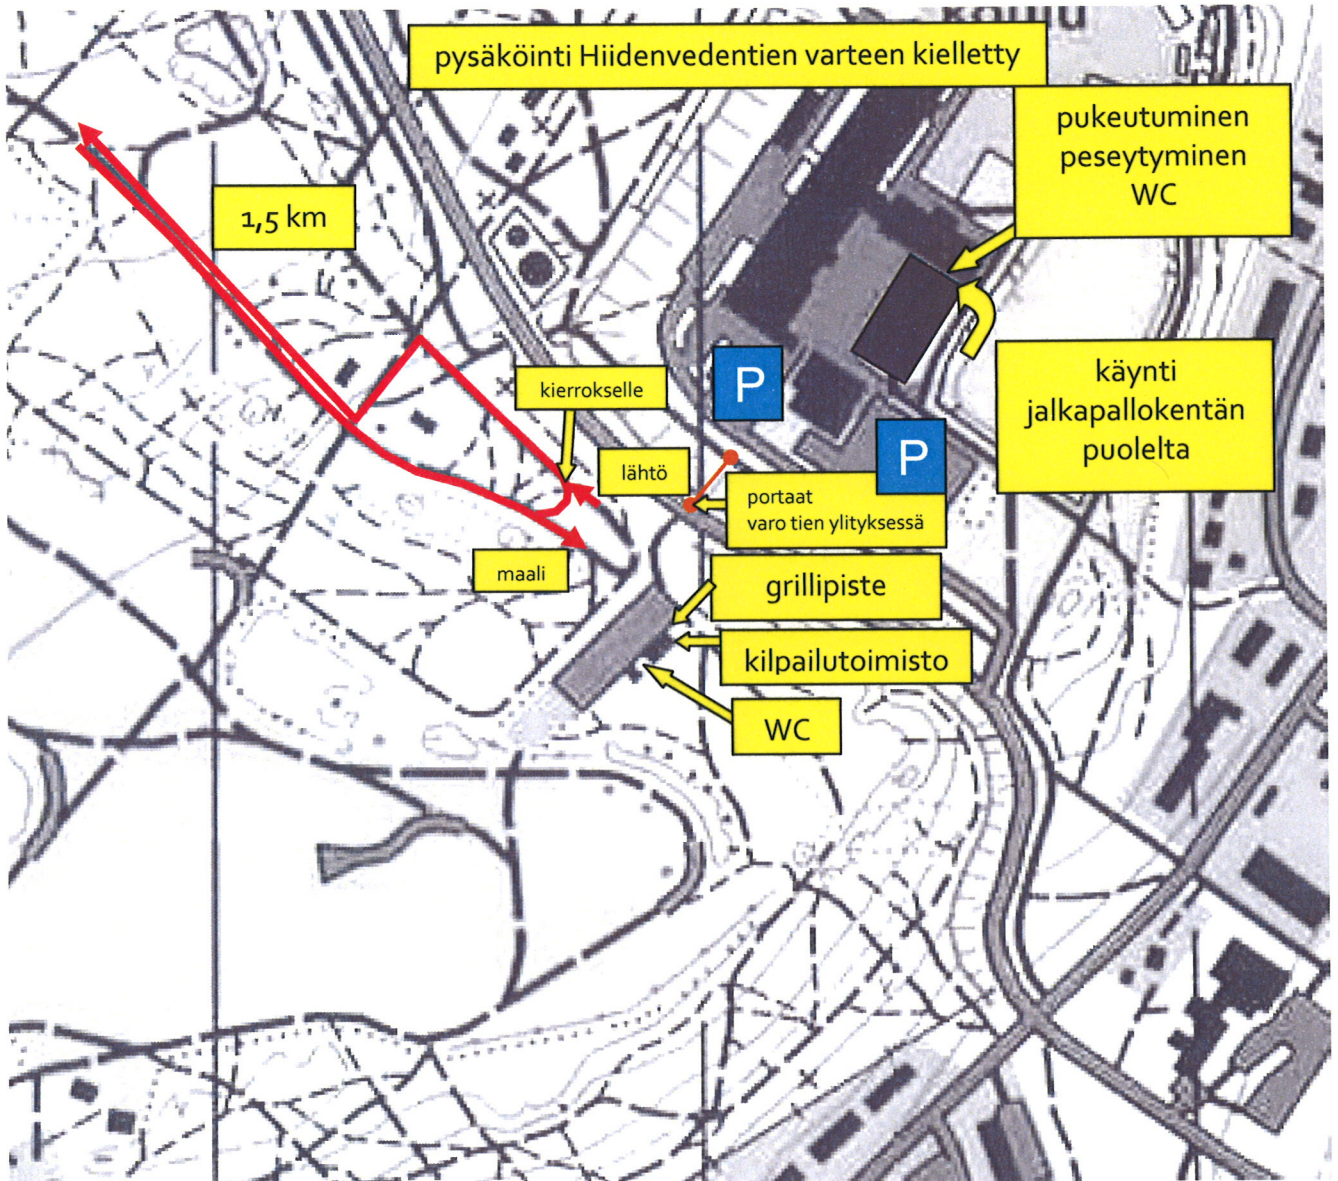 koulu
pysäköinti Hiidenvedentien varteen kielletty
pukeutuminen
peseytyminen
WC
1,5 km
käynti
jalkapallokentän
puolelta
P
kierrokselle
P
lähtö
portaat
varo tien ylityksessä
maali
grillipiste
kilpailutoimisto
WC